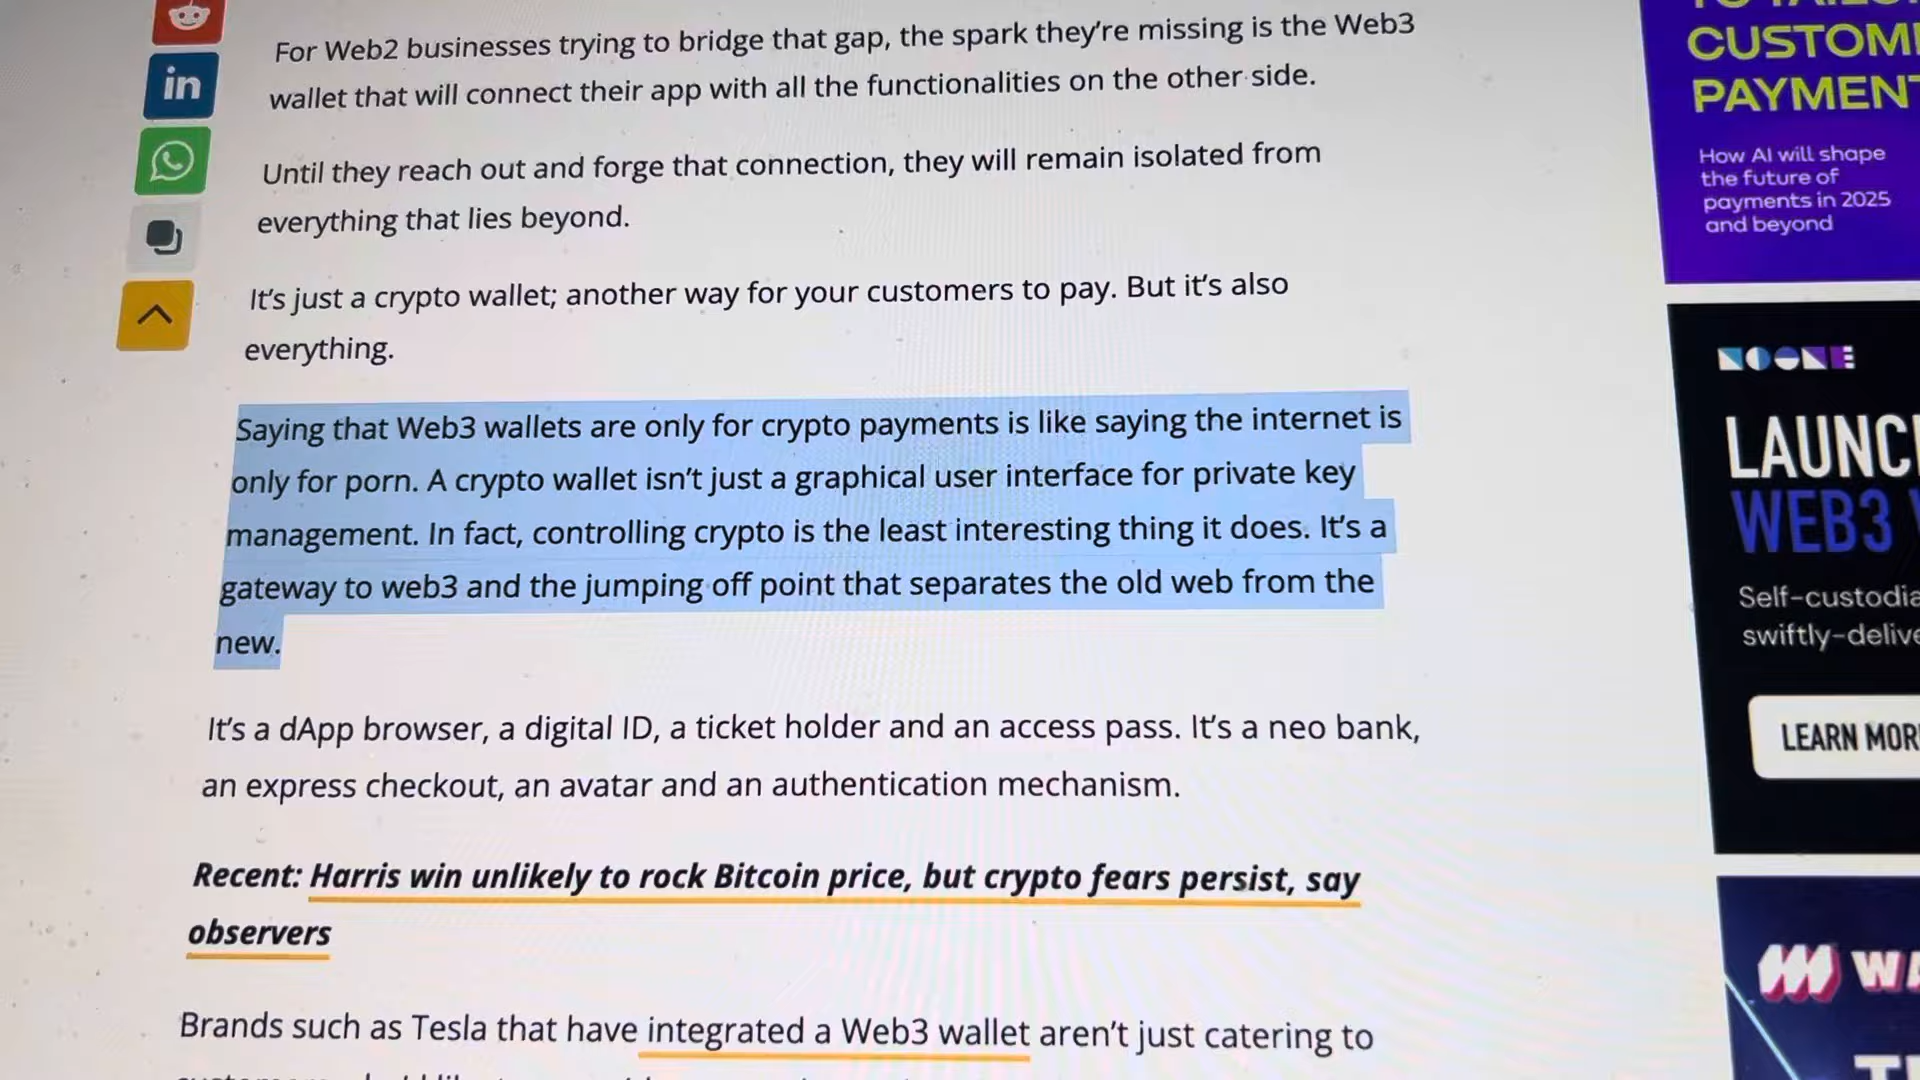 For Web2 businesses trying to bridge that gap, the spark they're missing is the Web3
wallet that will connect their app with all the functionalities on the other side.
Until they reach out and forge that connection, they will remain isolated from
everything that lies beyond.
It's just a crypto wallet; another way for your customers to pay. But it's also
everything.
Saying that Web3 wallets are only for crypto payments is like saying the internet is
only for porn. A crypto wallet isn't just a graphical user interface for private key
management. In fact, controlling crypto is the least interesting thing it does. It's a
gateway to web3 and the jumping off point that separates the old web from the
new.
It's a dApp browser, a digital ID, a ticket holder and an access pass. It's a neo bank,
an express checkout, an avatar and an authentication mechanism.
Recent: Harris win unlikely to rock Bitcoin price, but crypto fears persist, say
observers
Brands such as Tesla that have integrated a Web3 wallet aren't just catering to
in
CUSTOM
PAYMENT
How AI will shape
the future of
payments in 2025
and beyond
NOONE
LAUNC
WEB3
Self-custodia
swiftly-delive
LEARN MOR